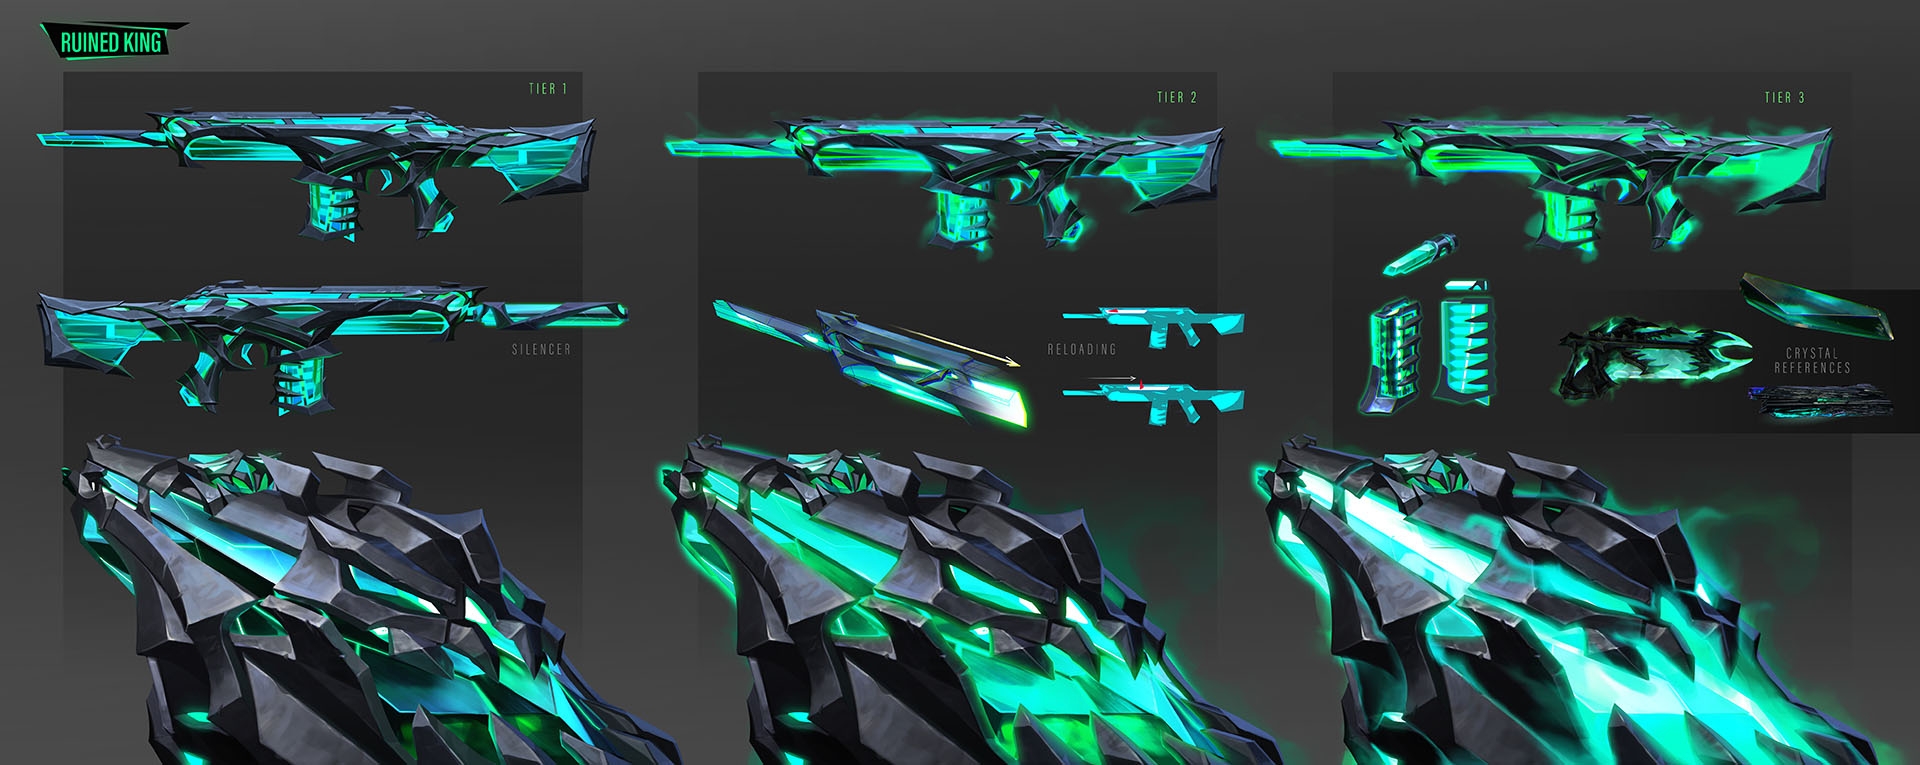 RUINED KING
TIER 1
TIER 2
TIER 3
SILENCER
RELOADING
CRYSTAL
REFERENCES